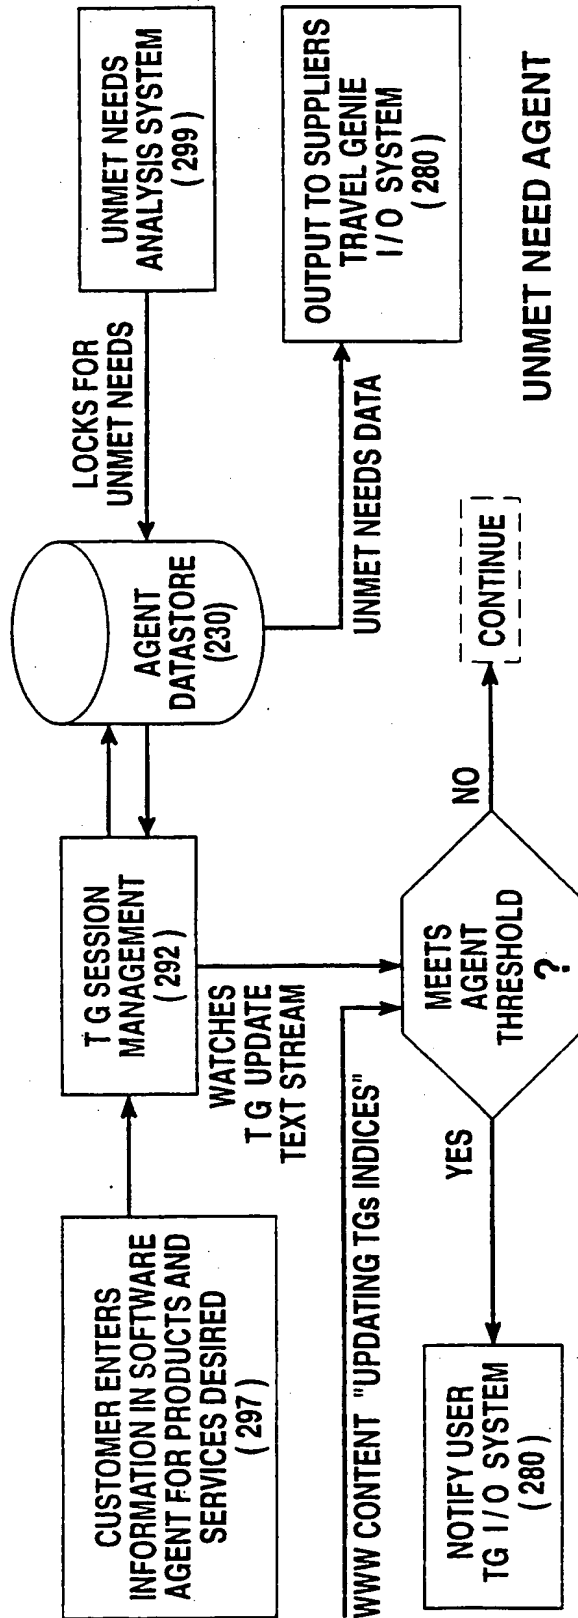 CUSTOMER ENTERS
INFORMATION IN SOFTWARE
AGENT FOR PRODUCTS AND
SERVICES DESIRED
(297)
T G SESSION
MANAGEMENT
(292)
AGENT
DATASTORE
(230)
LOCKS FOR
UNMET NEEDS
UNMET NEEDS
ANALYSIS SYSTEM
(299)
WATCHES
T G UPDATE
TEXT STREAM
UNMET NEEDS DATA
OUTPUT TO SUPPLIERS
TRAVEL GENIE
I/O SYSTEM
(280)
WWW CONTENT "UPDATING TGs INDICES"
MEETS
AGENT
THRESHOLD
?
YES
NO
CONTINUE
NOTIFY USER
TG I/O SYSTEM
(280)
UNMET NEED AGENT